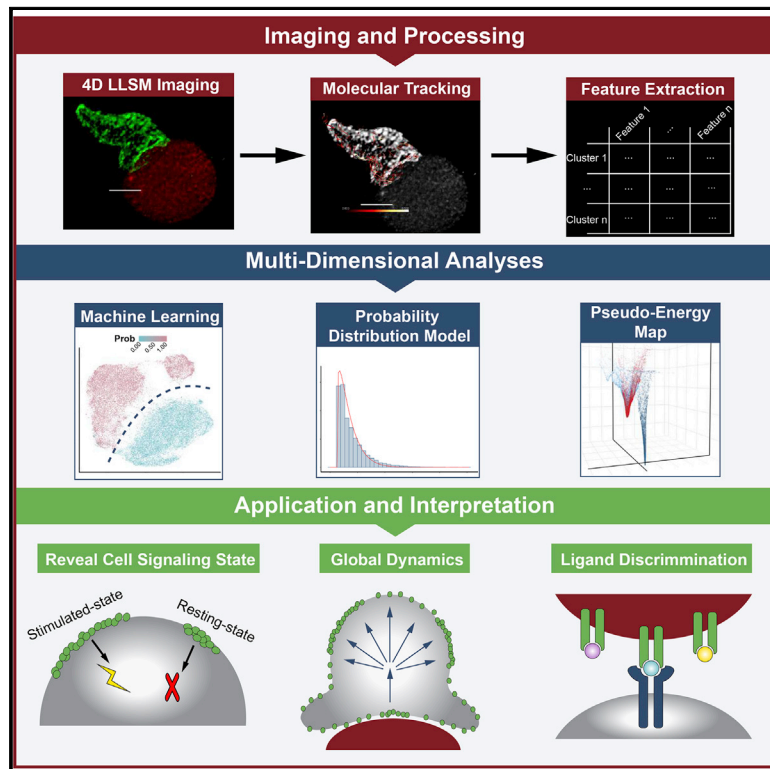 Imaging and Processing
4D LLSM Imaging
Molecular Tracking
Feature Extraction
Feature 1
...
Feature n
Cluster 1
...
...
...
...
...
...
...
Cluster n
...
...
...
Multi-Dimensional Analyses
Machine Learning
Prob
0.00
0.50
1.00
Probability
Distribution Model
Pseudo-Energy
Map
Application and Interpretation
Reveal Cell Signaling State
Stimulated-state
Resting-state
Global Dynamics
Ligand Discrimmination